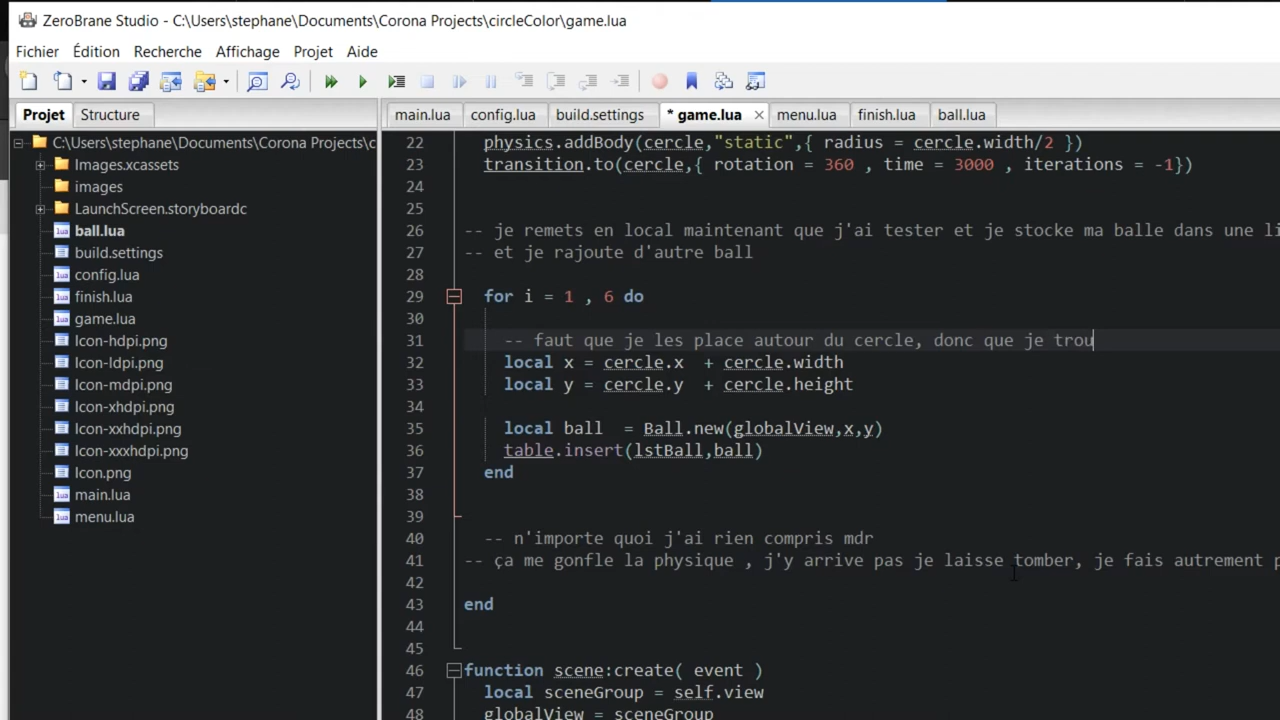 ZeroBrane Studio - C:\Users\stephane\Documents\Corona Projects\circleColor\game.lua
Fichier Édition Recherche Affichage Projet Aide
Projet Structure
main.lua config.lua build.settings * game.lua menu.lua finish.lua ball.lua
C:\Users\stephane\Documents\Corona Projects\c
Images.xcassets
images
LaunchScreen.storyboardc
ball.lua
build.settings
config.lua
finish.lua
game.lua
Icon-hdpi.png
Icon-ldpi.png
Icon-mdpi.png
Icon-xhdpi.png
Icon-xxhdpi.png
Icon-xxxhdpi.png
Icon.png
main.lua
menu.lua
22 physics.addBody(cercle,"static",{ radius = cercle.width/2 })
23 transition.to(cercle,{ rotation = 360 , time = 3000 , iterations = -1})
24
25
26 -- je remets en local maintenant que j'ai tester et je stocke ma balle dans une li
27 -- et je rajoute d'autre ball
28
29 for i = 1 , 6 do
30
31 -- faut que je les place autour du cercle, donc que je trou
32 local x = cercle.x + cercle.width
33 local y = cercle.y + cercle.height
34
35 local ball = Ball.new(globalView,x,y)
36 table.insert(lstBall,ball)
37 end
38
39
40 -- n'importe quoi j'ai rien compris mdr
41 -- ça me gonfle la physique , j'y arrive pas je laisse tomber, je fais autrement p
42
43 end
44
45
46 function scene:create( event )
47 local sceneGroup = self.view
48 globalView = sceneGroup